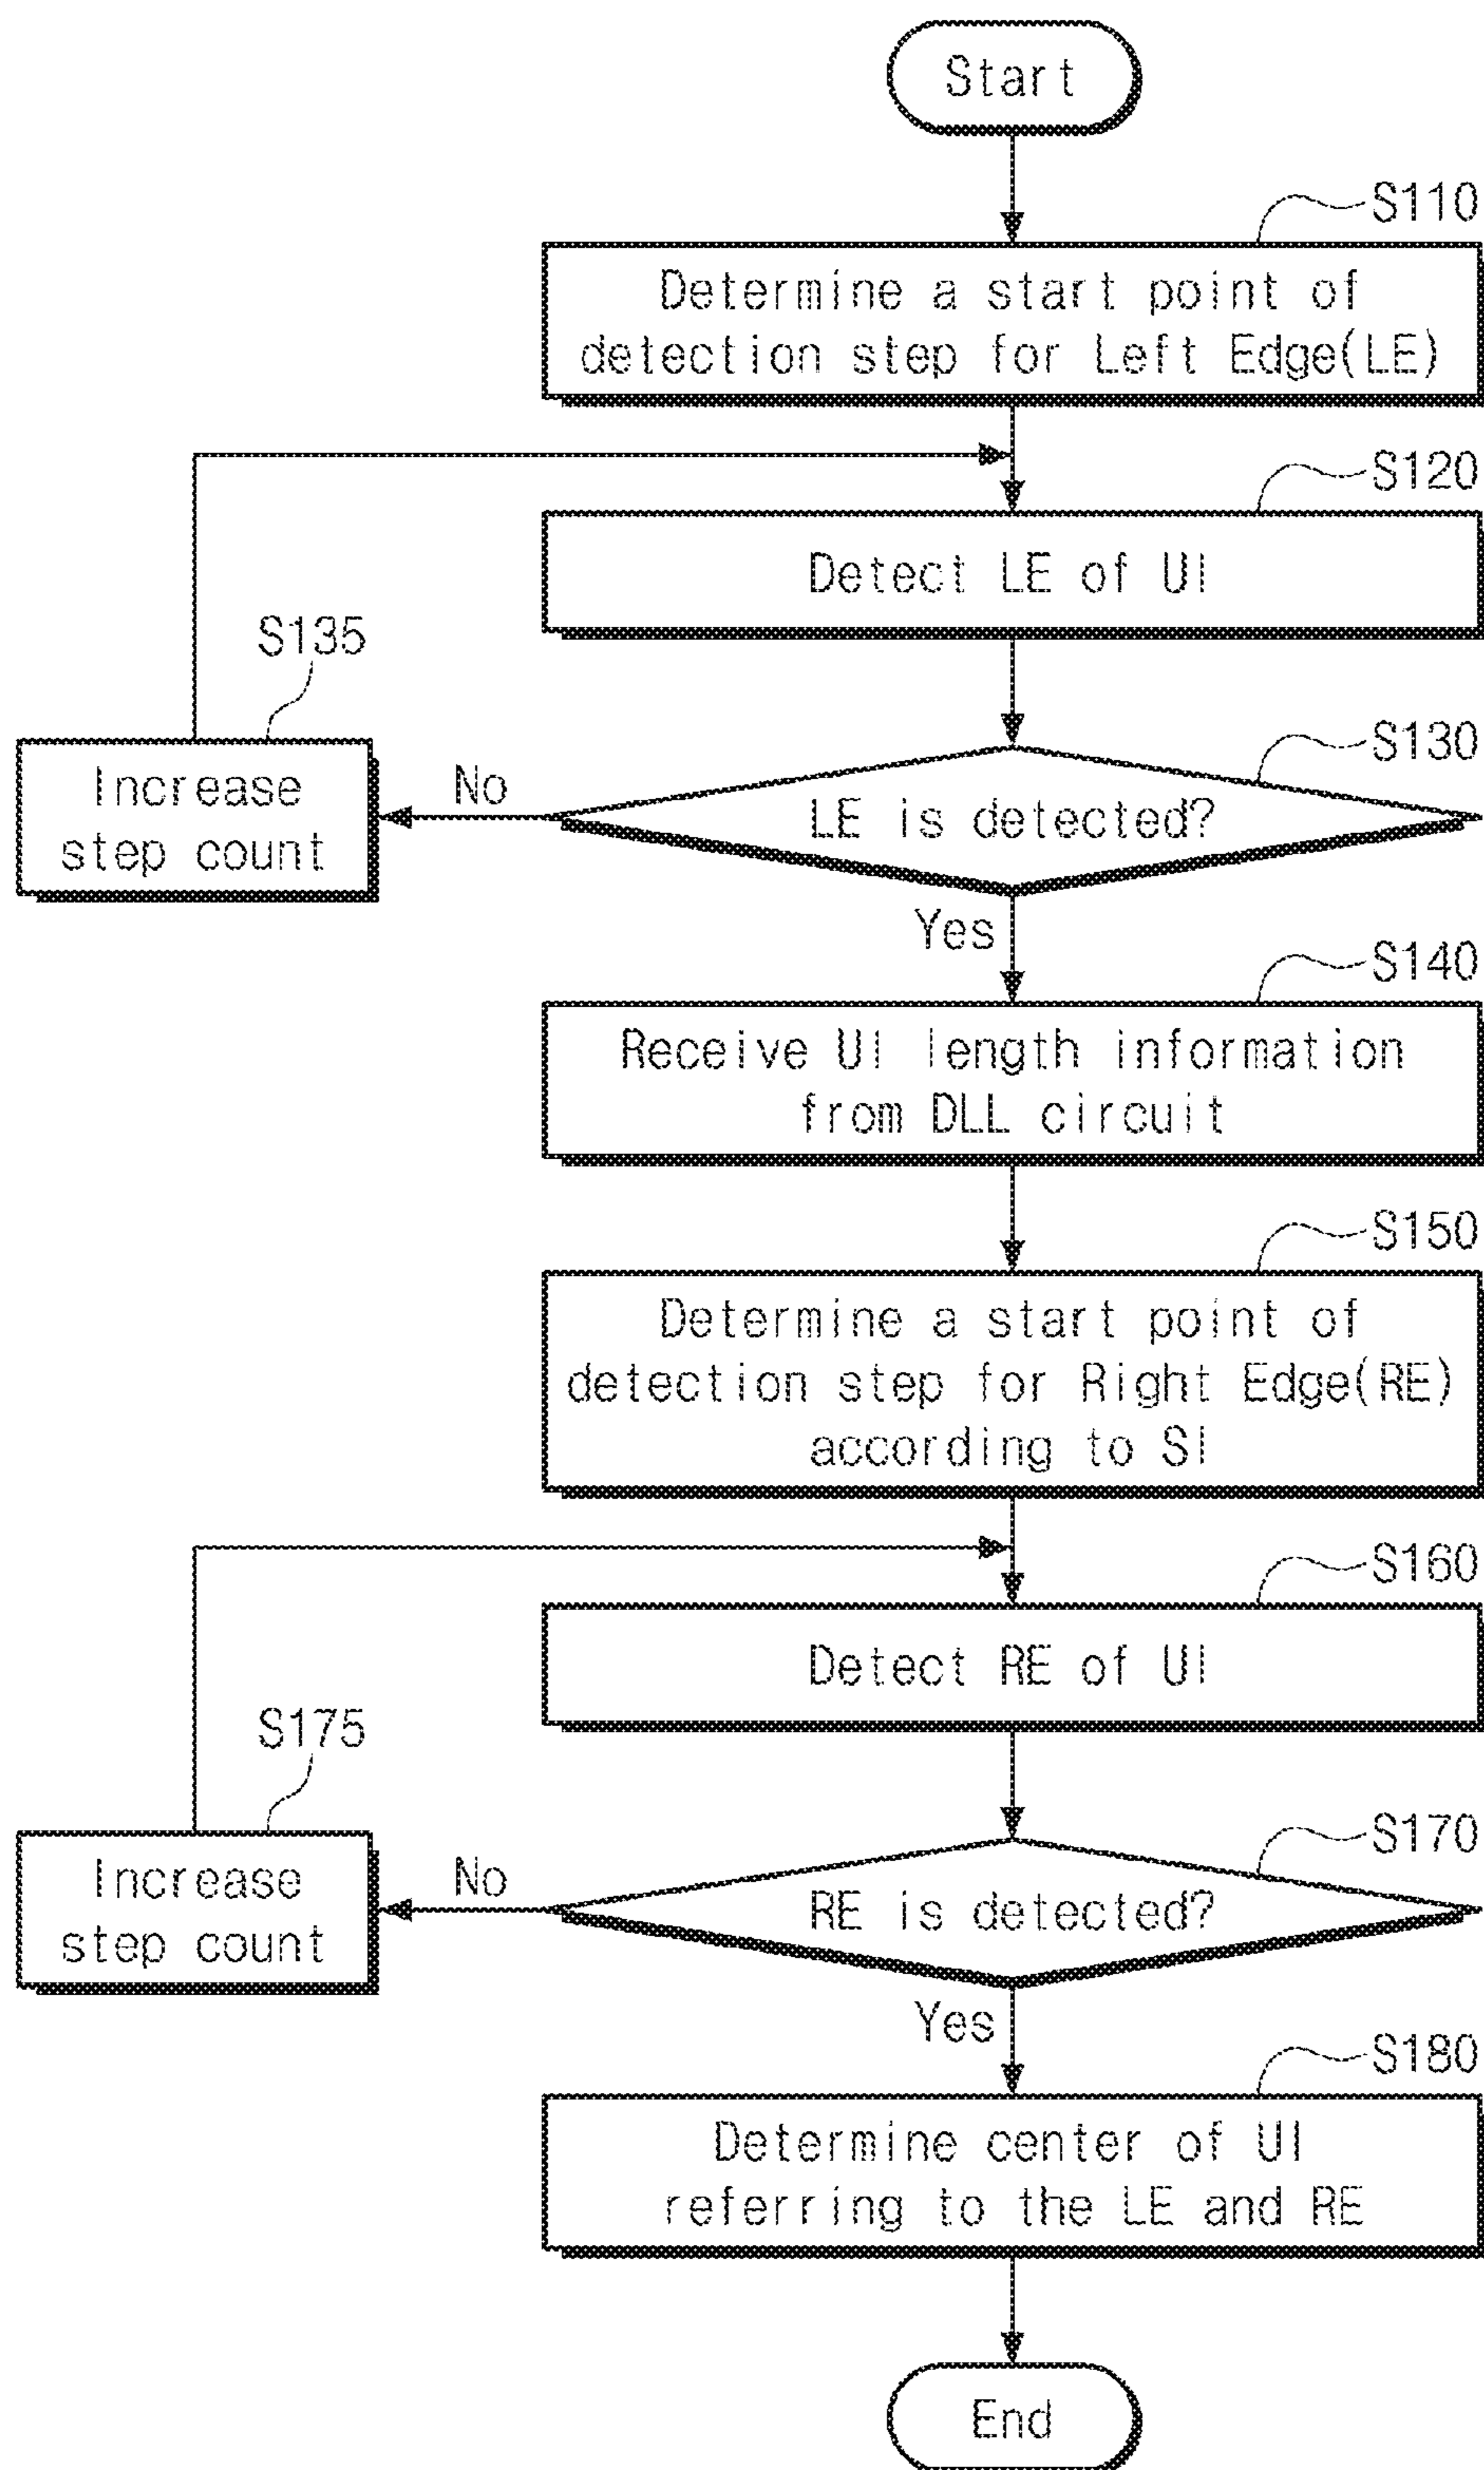 Start
S110
Determine a start point of
detection step for Left Edge(LE)
S120
Detect LE of UI
S135
Increase
step count
No
S130
LE is detected?
Yes
S140
Receive UI length information
from DLL circuit
S150
Determine a start point of
detection step for Right Edge(RE)
according to SI
S160
Detect RE of UI
S175
Increase
step count
No
S170
RE is detected?
Yes
S180
Determine center of UI
referring to the LE and RE
End